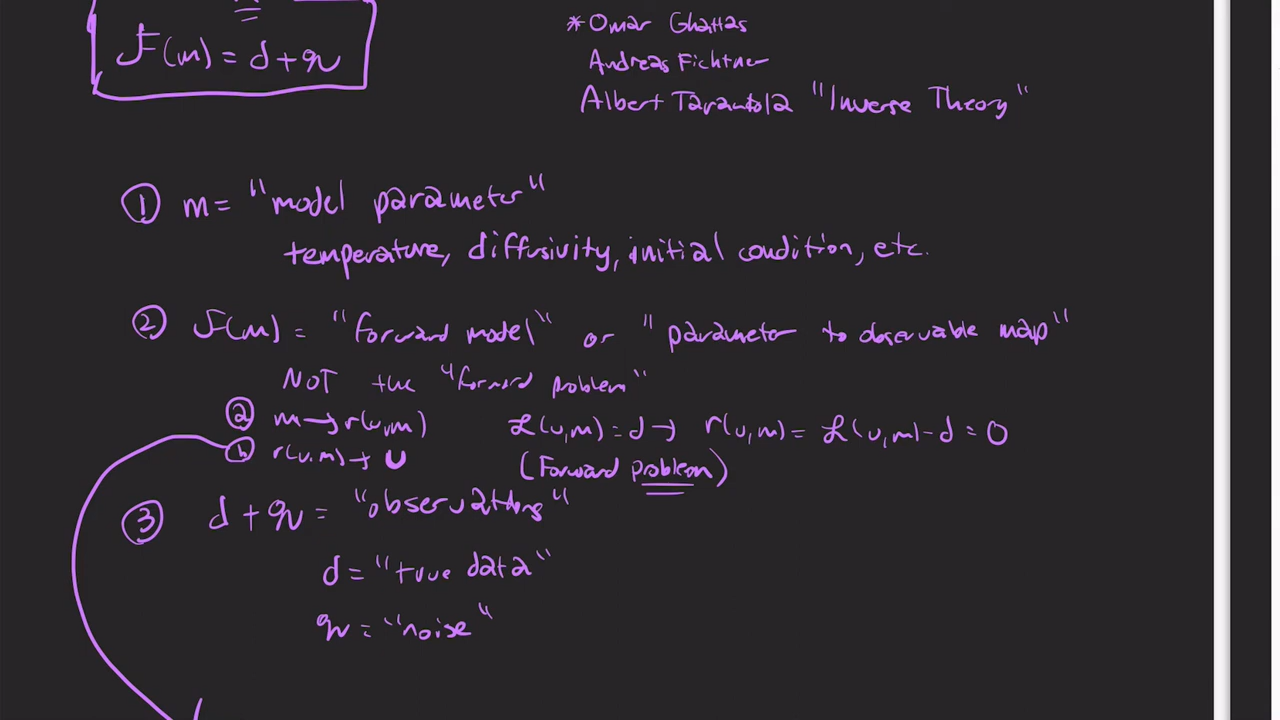 F(m) = d + q
* Omar Ghattas
Andreas Fichtner
Albert Tarantola "Inverse Theory"
① m = "model parameter"
temperature, diffusivity, initial condition, etc.
② F(m) = "forward model" or "parameter to observable map"
NOT the "forward problem"
ⓐ m → r(u,m) L(u,m) = d → r(u,m) = L(u,m) - d = 0
ⓑ r(u,m) → u (Forward problem)
③ d + q = "observations"
d = "true data"
q = "noise"